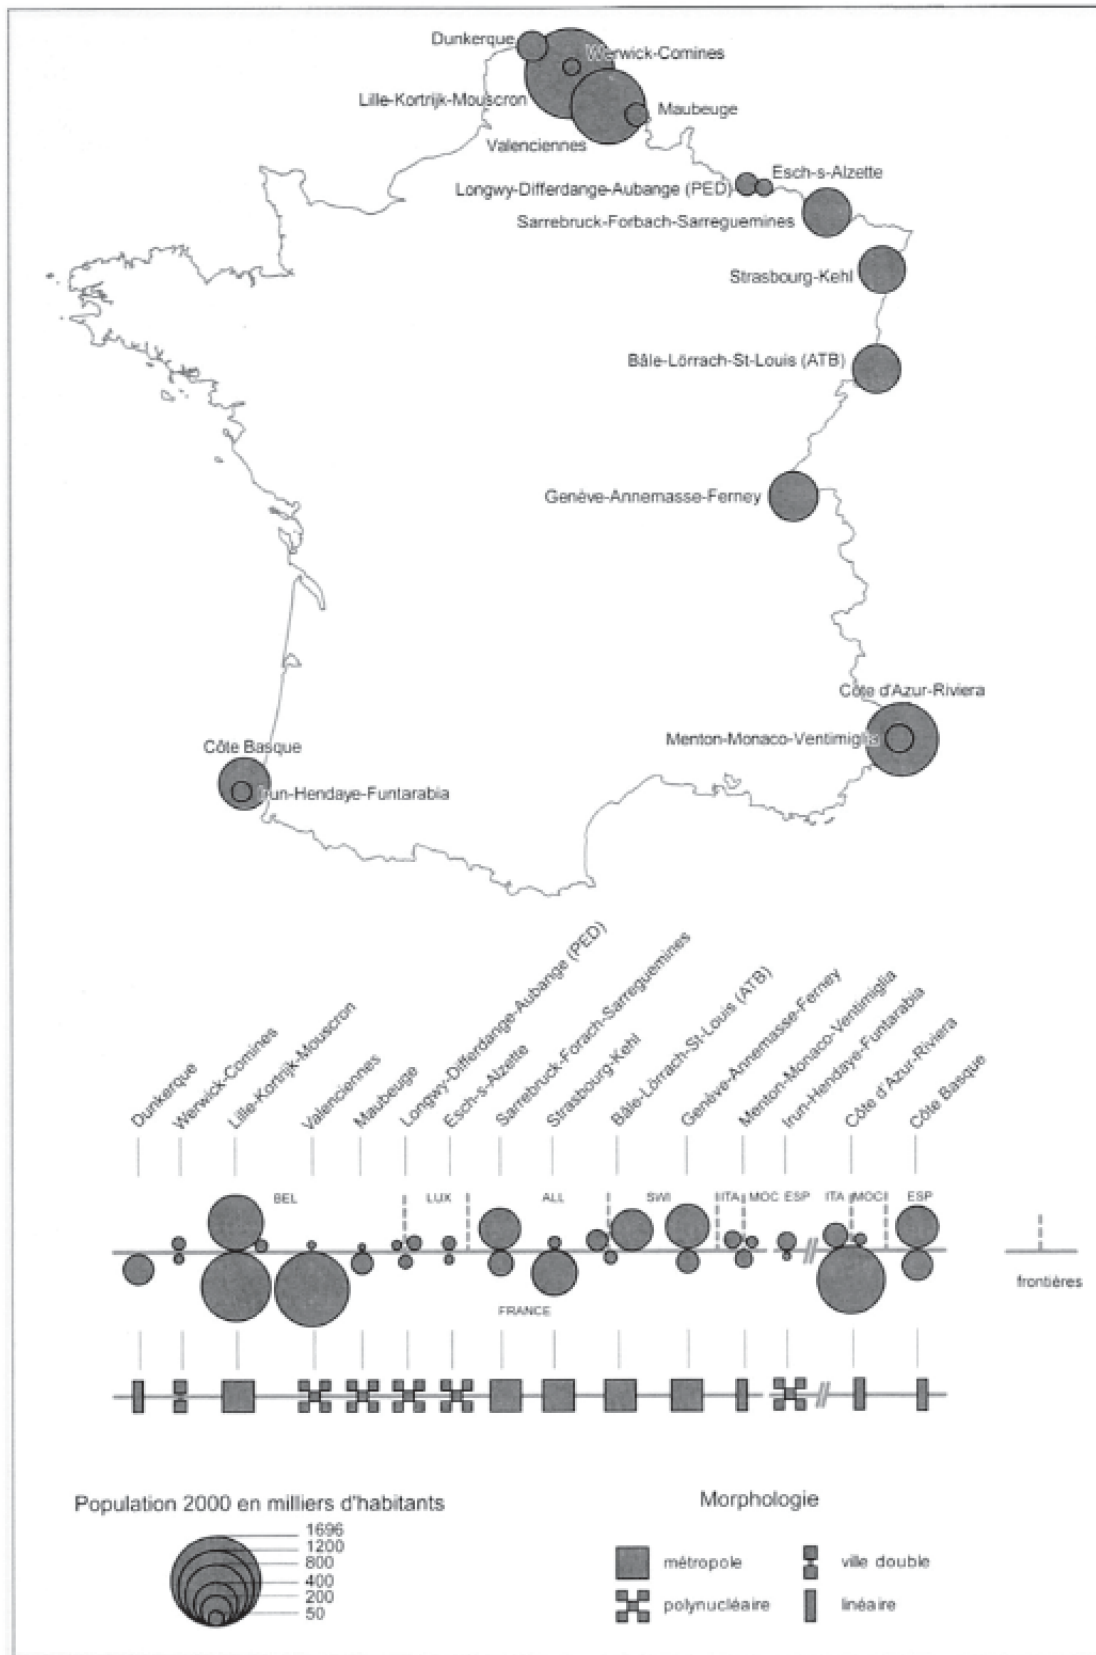 Dunkerque
Werwick-Comines
Lille-Kortrijk-Mouscron
Maubeuge
Valenciennes
Esch-s-Alzette
Longwy-Differdange-Aubange (PED)
Sarrebruck-Forbach-Sarreguemines
Strasbourg-Kehl
Bâle-Lörrach-St-Louis (ATB)
Genève-Annemasse-Ferney
Côte d'Azur-Riviera
Menton-Monaco-Ventimiglia
Côte Basque
Irun-Hendaye-Funtarabia
Dunkerque
Werwick-Comines
Lille-Kortrijk-Mouscron
Valenciennes
Maubeuge
Longwy-Differdange-Aubange (PED)
Esch-s-Alzette
Sarrebruck-Forach-Sarreguemines
Strasbourg-Kehl
Bâle-Lörrach-St-Louis (ATB)
Genève-Annemasse-Ferney
Menton-Monaco-Ventimiglia
Irun-Hendaye-Funtarabia
Côte d'Azur-Riviera
Côte Basque
BEL LUX ALL SWI ITA MOC ESP ITA MOC ESP
frontières
FRANCE
Population 2000 en milliers d'habitants
1696
1200
800
400
200
50
Morphologie
métropole
ville double
polynucléaire
linéaire